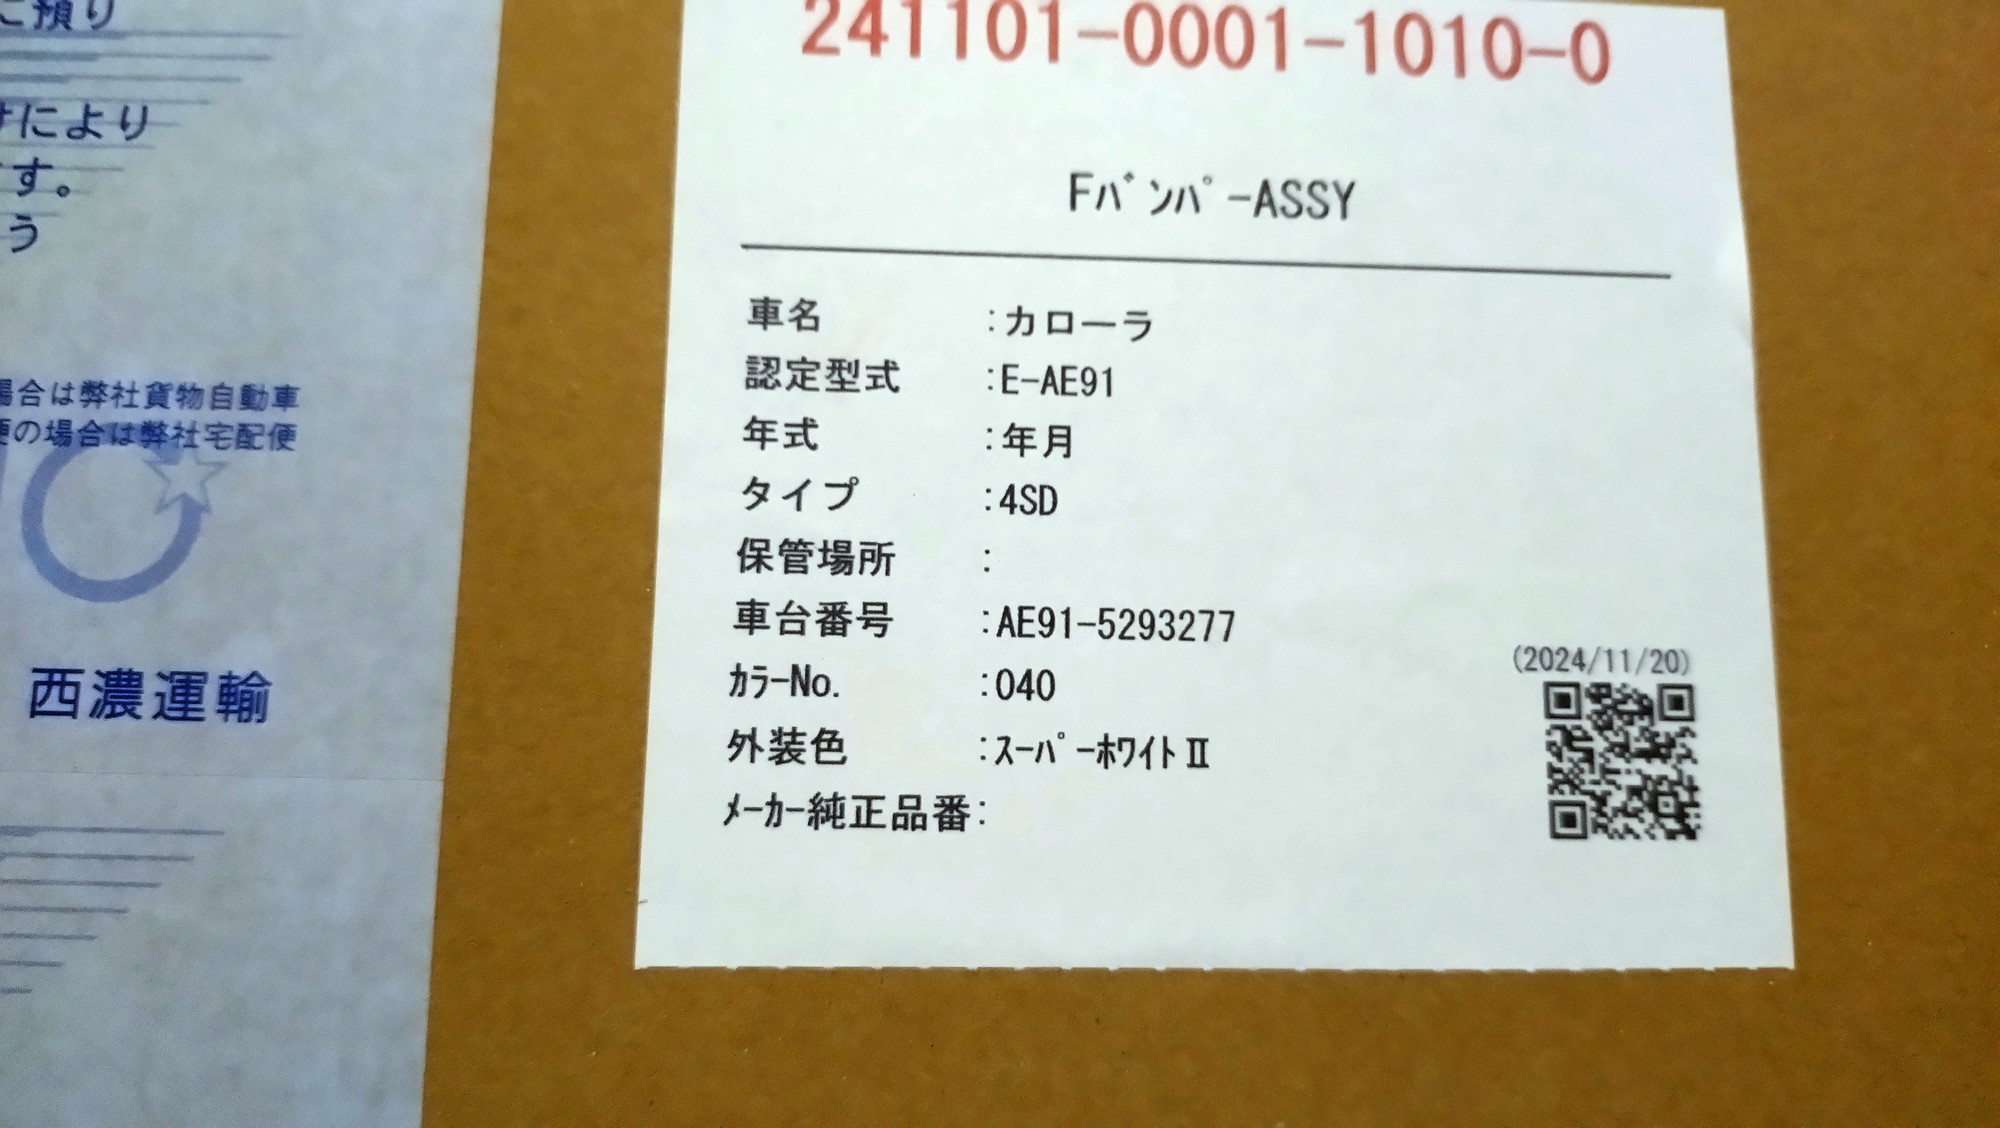 預り
により
す。
う
場合は弊社貨物自動車
便の場合は弊社宅配便
西濃運輸
241101-0001-1010-0
FﾊﾞﾝﾊﾟｰASSY
車名 :カローラ
認定型式 :E-AE91
年式 :年月
タイプ :4SD
保管場所 :
車台番号 :AE91-5293277
ｶﾗｰNo. :040
外装色 :ｽｰﾊﾟｰﾎﾜｲﾄⅡ
ﾒｰｶｰ純正品番:
(2024/11/20)